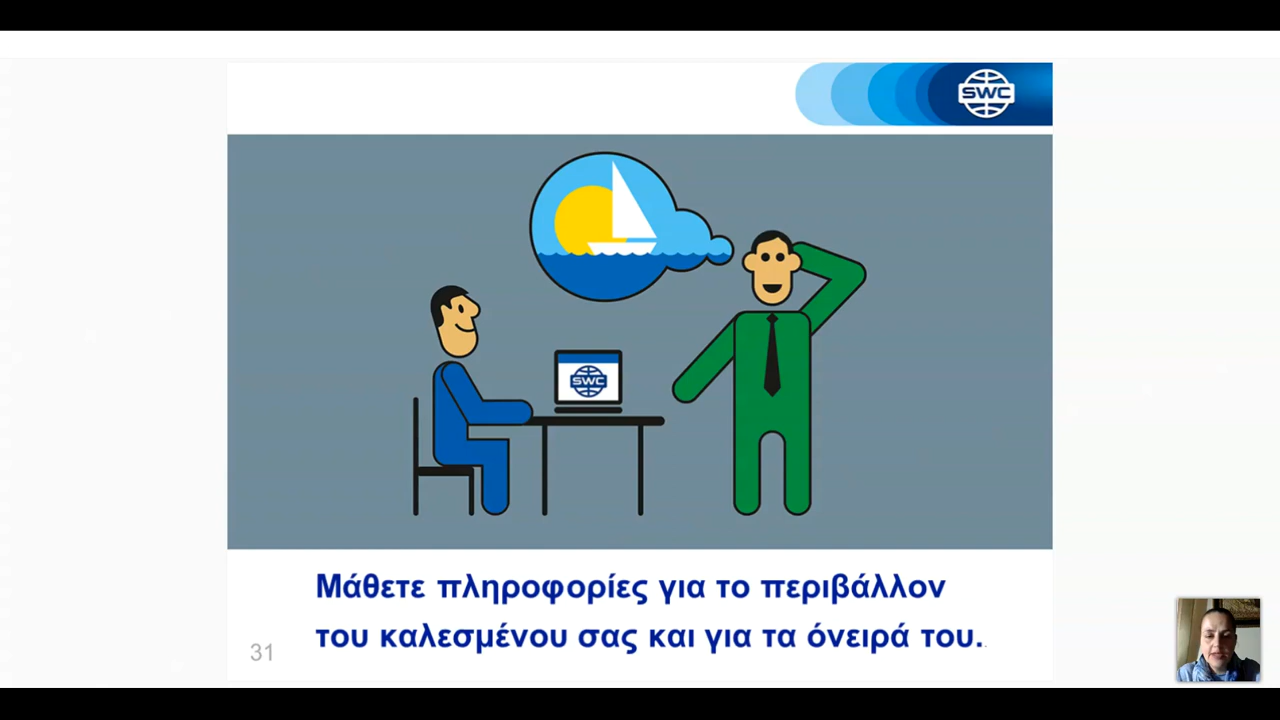 SWC
SWC
Μάθετε πληροφορίες για το περιβάλλον
του καλεσμένου σας και για τα όνειρά του.
31